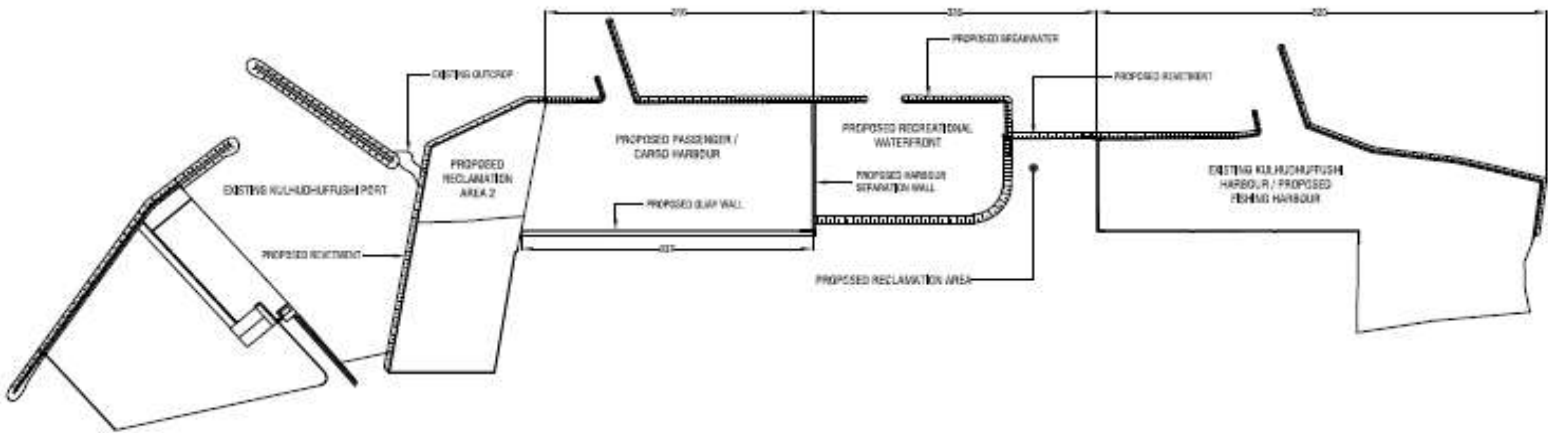 EXISTING OUTCROP
PROPOSED BREAKWATER
PROPOSED REVETMENT
PROPOSED PASSENGER /
CARGO HARBOUR
PROPOSED RECREATIONAL
WATERFRONT
PROPOSED
RECLAMATION
AREA 2
EXISTING KULHUDHUFFUSHI PORT
PROPOSED HARBOUR
SEPARATION WALL
EXISTING KULHUDHUFFUSHI
HARBOUR / PROPOSED
FISHING HARBOUR
PROPOSED QUAY WALL
PROPOSED REVETMENT
PROPOSED RECLAMATION AREA